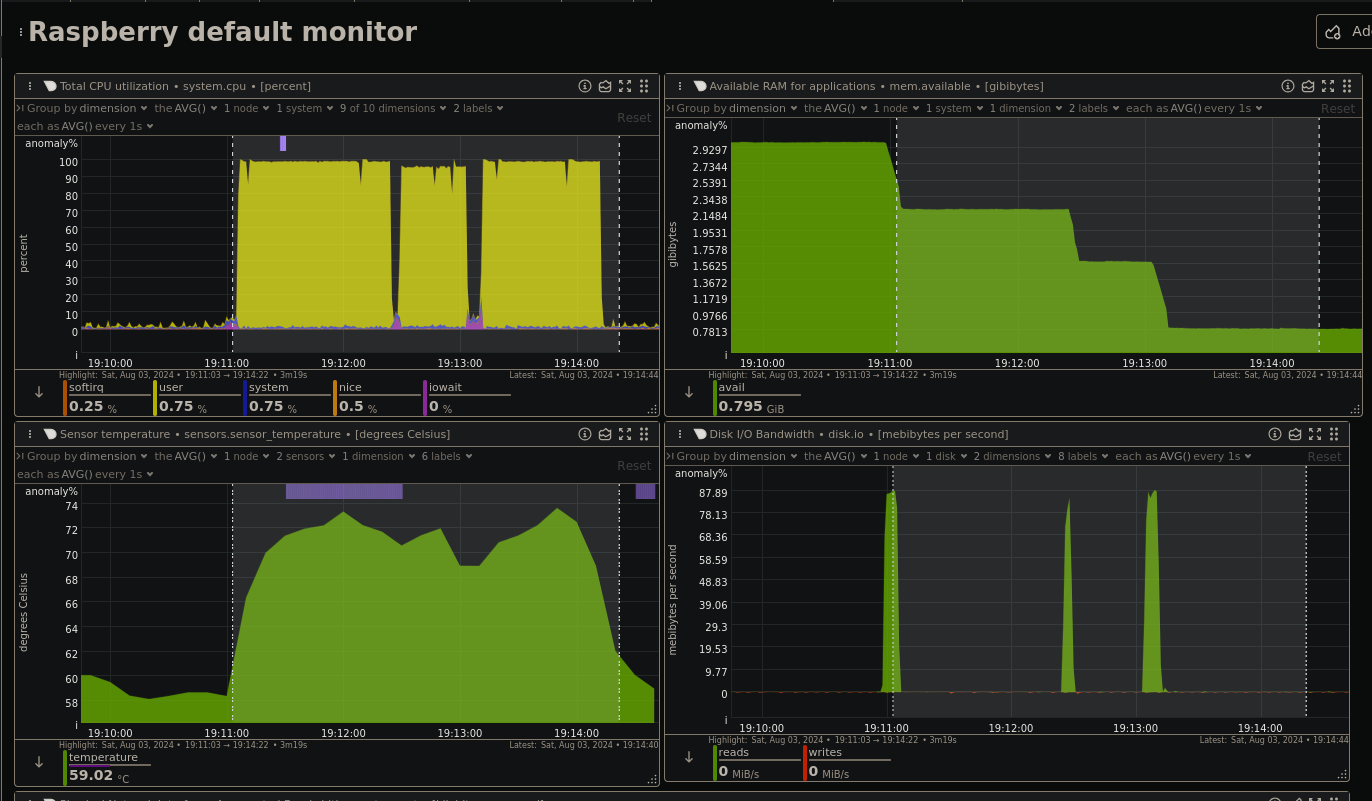 Raspberry default monitor
Ad
Total CPU utilization • system.cpu • [percent]
Group by dimension the AVG() 1 node 1 system 9 of 10 dimensions 2 labels
each as AVG() every 1s
Reset
anomaly%
100
90
80
70
60
50
40
30
20
10
0
i
percent
19:10:00 19:11:00 19:12:00 19:13:00 19:14:00
Highlight: Sat, Aug 03, 2024 • 19:11:03 → 19:14:22 • 3m19s
Latest: Sat, Aug 03, 2024 • 19:14:44
softirq user system nice iowait
0.25 % 0.75 % 0.75 % 0.5 % 0 %
Available RAM for applications • mem.available • [gibibytes]
Group by dimension the AVG() 1 node 1 system 1 dimension 2 labels each as AVG() every 1s
Reset
anomaly%
2.9297
2.7344
2.5391
2.3438
2.1484
1.9531
1.7578
1.5625
1.3672
1.1719
0.9766
0.7813
i
gibibytes
19:10:00 19:11:00 19:12:00 19:13:00 19:14:00
Highlight: Sat, Aug 03, 2024 • 19:11:03 → 19:14:22 • 3m19s
Latest: Sat, Aug 03, 2024 • 19:14:44
avail
0.795 GiB
Sensor temperature • sensors.sensor_temperature • [degrees Celsius]
Group by dimension the AVG() 1 node 2 sensors 1 dimension 6 labels
each as AVG() every 1s
Reset
anomaly%
74
72
70
68
66
64
62
60
58
i
degrees Celsius
19:10:00 19:11:00 19:12:00 19:13:00 19:14:00
Highlight: Sat, Aug 03, 2024 • 19:11:03 → 19:14:22 • 3m19s
Latest: Sat, Aug 03, 2024 • 19:14:40
temperature
59.02 °C
Disk I/O Bandwidth • disk.io • [mebibytes per second]
Group by dimension the AVG() 1 node 1 disk 2 dimensions 8 labels each as AVG() every 1s
Reset
anomaly%
87.89
78.13
68.36
58.59
48.83
39.06
29.3
19.53
9.77
0
i
mebibytes per second
19:10:00 19:11:00 19:12:00 19:13:00 19:14:00
Highlight: Sat, Aug 03, 2024 • 19:11:03 → 19:14:22 • 3m19s
Latest: Sat, Aug 03, 2024 • 19:14:44
reads writes
0 MiB/s 0 MiB/s